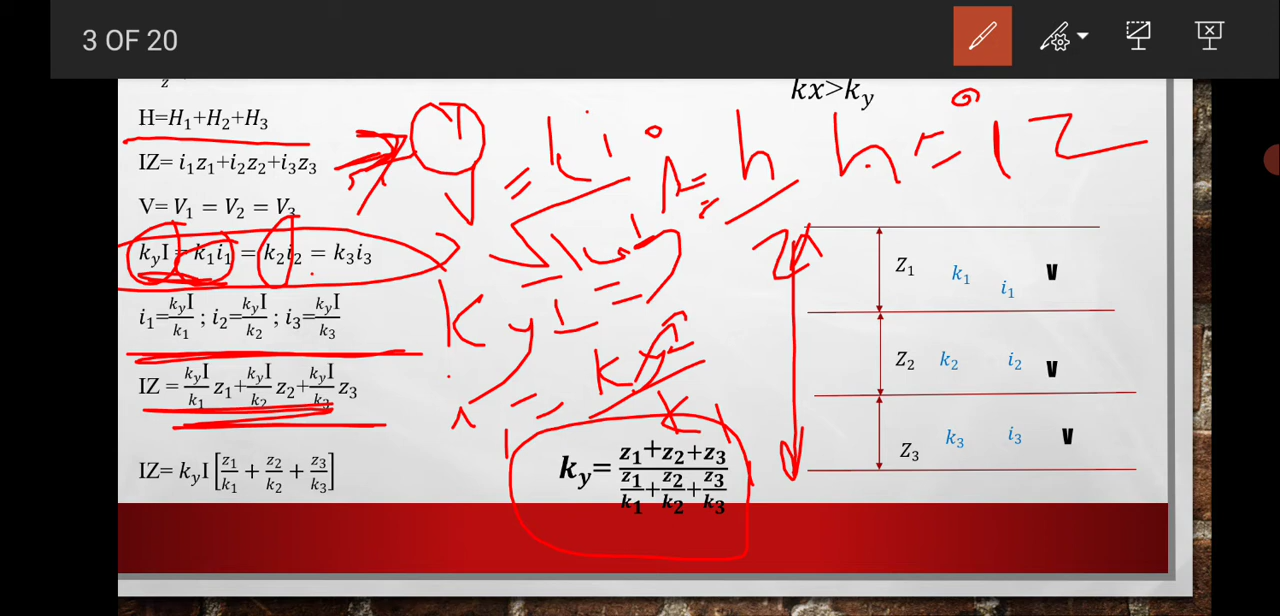 3 OF 20
kx>k_y
H=H₁+H₂+H₃
IZ= i₁z₁+i₂z₂+i₃z₃
V= V₁ = V₂ = V₃
k_yI = k₁i₁ = k₂i₂ = k₃i₃
i₁=k_yI/k₁ ; i₂=k_yI/k₂ ; i₃=k_yI/k₃
IZ = k_yI/k₁ z₁+k_yI/k₂ z₂+k_yI/k₃ z₃
IZ= k_yI [z₁/k₁ + z₂/k₂ + z₃/k₃]
k_y= (z₁+z₂+z₃)/(z₁/k₁+z₂/k₂+z₃/k₃)
h = iz
Z
Z₁ k₁ i₁ V
Z₂ k₂ i₂ V
Z₃ k₃ i₃ V